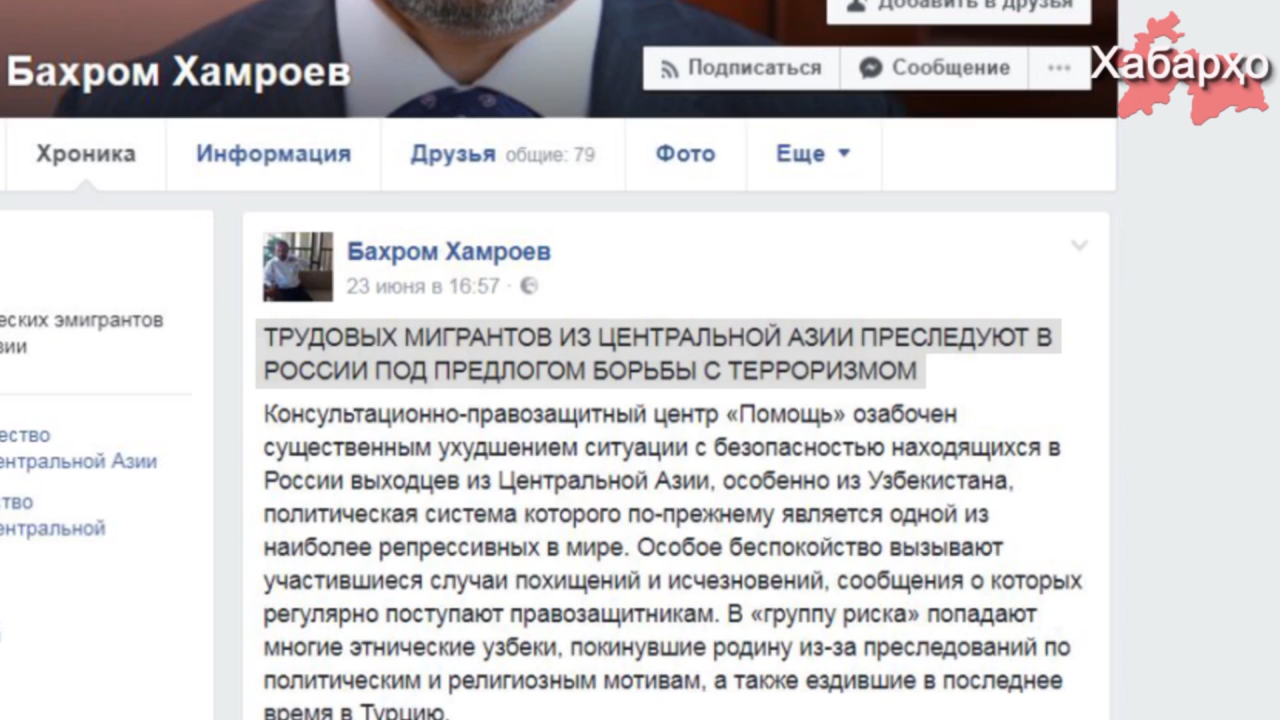 Добавить в друзья
Бахром Хамроев
Подписаться
Сообщение
Хабарҳо
Хроника
Информация
Друзья общие: 79
Фото
Еще
Бахром Хамроев
23 июня в 16:57
еских эмигрантов
зии
ество
ентральной Азии
ство
ентральной
ТРУДОВЫХ МИГРАНТОВ ИЗ ЦЕНТРАЛЬНОЙ АЗИИ ПРЕСЛЕДУЮТ В
РОССИИ ПОД ПРЕДЛОГОМ БОРЬБЫ С ТЕРРОРИЗМОМ
Консультационно-правозащитный центр «Помощь» озабочен
существенным ухудшением ситуации с безопасностью находящихся в
России выходцев из Центральной Азии, особенно из Узбекистана,
политическая система которого по-прежнему является одной из
наиболее репрессивных в мире. Особое беспокойство вызывают
участившиеся случаи похищений и исчезновений, сообщения о которых
регулярно поступают правозащитникам. В «группу риска» попадают
многие этнические узбеки, покинувшие родину из-за преследований по
политическим и религиозным мотивам, а также ездившие в последнее
время в Турцию.